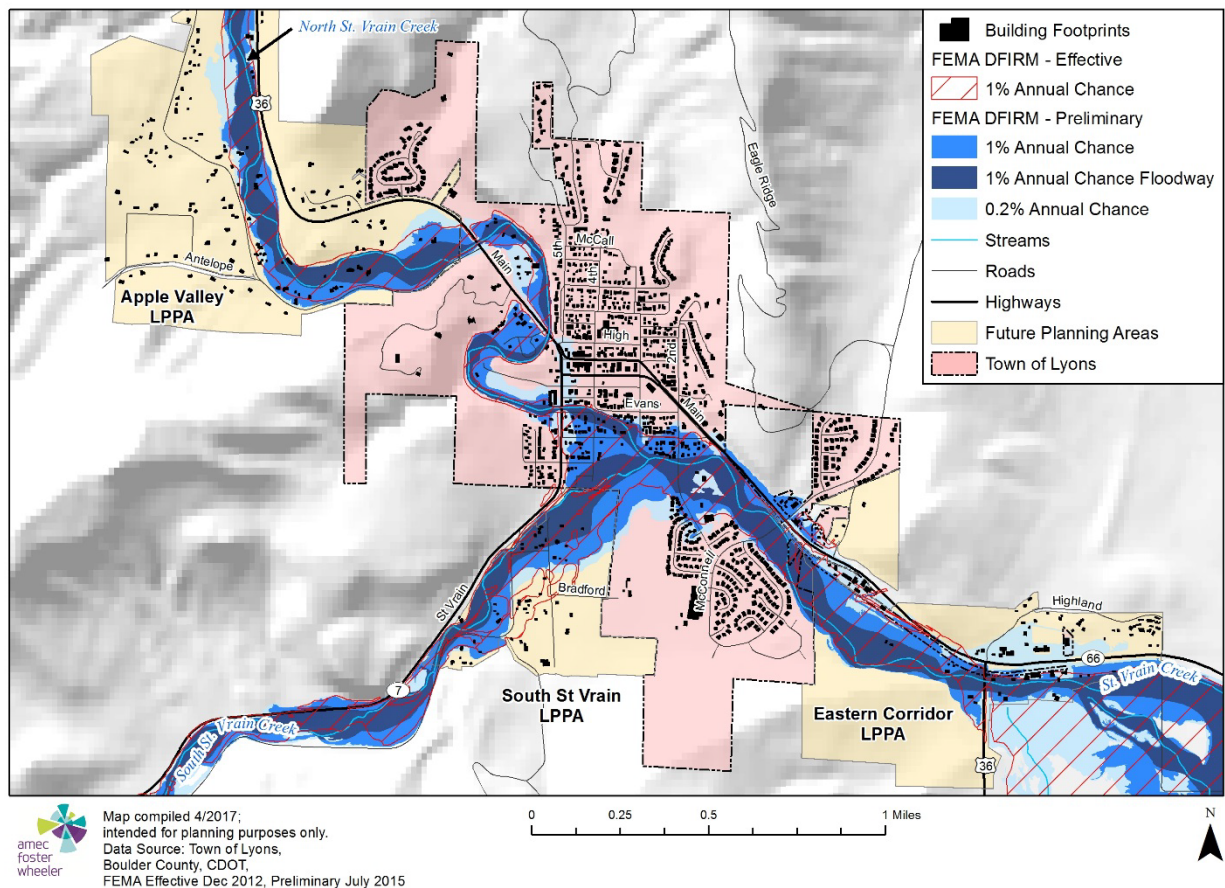 North St. Vrain Creek
36
Antelope
Apple Valley
LPPA
Main
5th
McCall
4th
High
2nd
Evans
Main
Eagle Ridge
St Vrain
Bradford
McConnell
7
South St. Vrain Creek
South St Vrain
LPPA
Eastern Corridor
LPPA
Highland
66
St. Vrain Creek
36
Building Footprints
FEMA DFIRM - Effective
1% Annual Chance
FEMA DFIRM - Preliminary
1% Annual Chance
1% Annual Chance Floodway
0.2% Annual Chance
Streams
Roads
Highways
Future Planning Areas
Town of Lyons
amec
foster
wheeler
Map compiled 4/2017;
intended for planning purposes only.
Data Source: Town of Lyons,
Boulder County, CDOT,
FEMA Effective Dec 2012, Preliminary July 2015
0 0.25 0.5 1 Miles
N